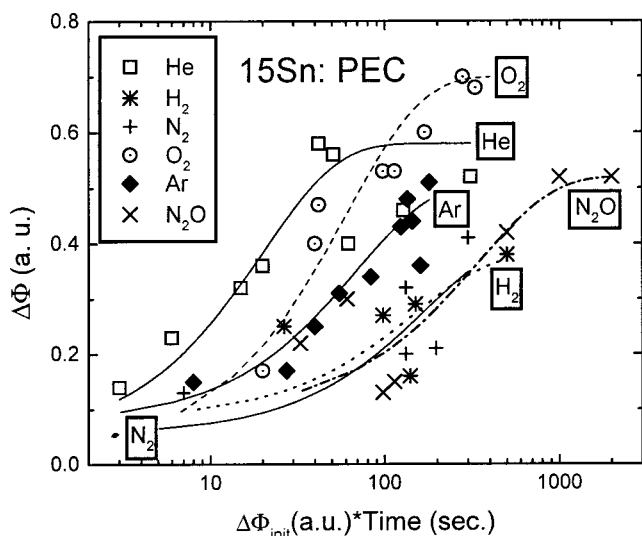 0.8
0.6
0.4
0.2
0.0
ΔΦ (a. u.)
He
H₂
N₂
O₂
Ar
N₂O
15Sn: PEC
O₂
He
Ar
N₂O
H₂
N₂
10
100
1000
ΔΦinit(a.u.)*Time (sec.)